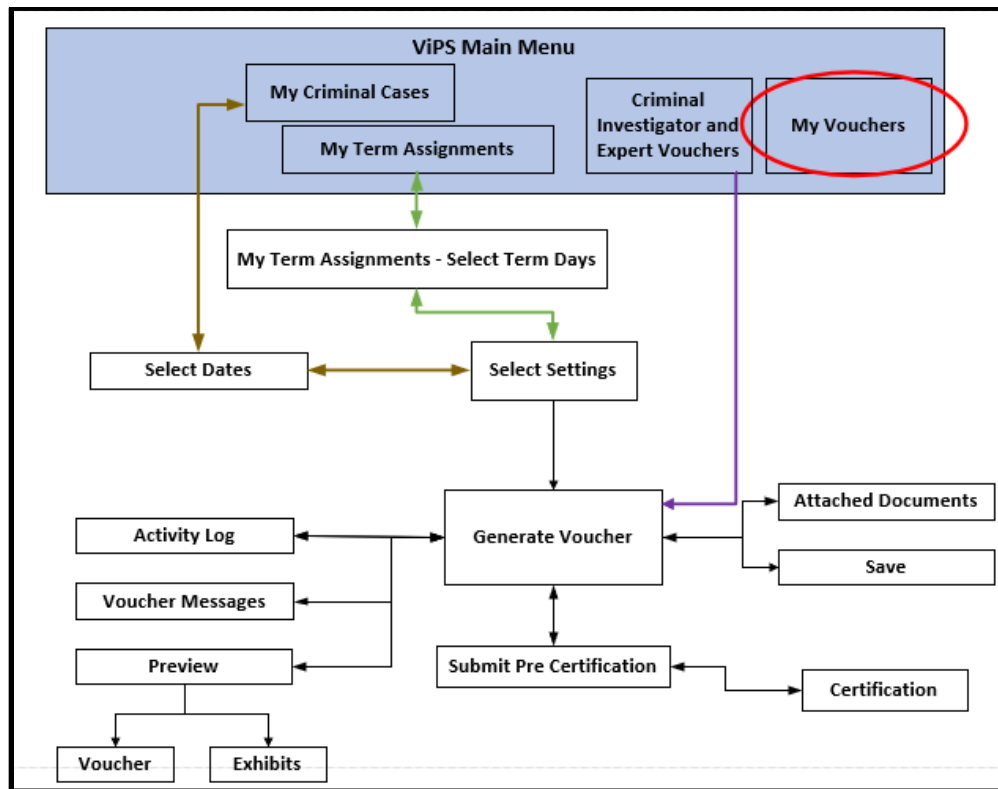 ViPS Main Menu
My Criminal Cases
My Term Assignments
Criminal
Investigator and
Expert Vouchers
My Vouchers
My Term Assignments - Select Term Days
Select Dates
Select Settings
Generate Voucher
Attached Documents
Save
Activity Log
Voucher Messages
Preview
Submit Pre Certification
Certification
Voucher
Exhibits